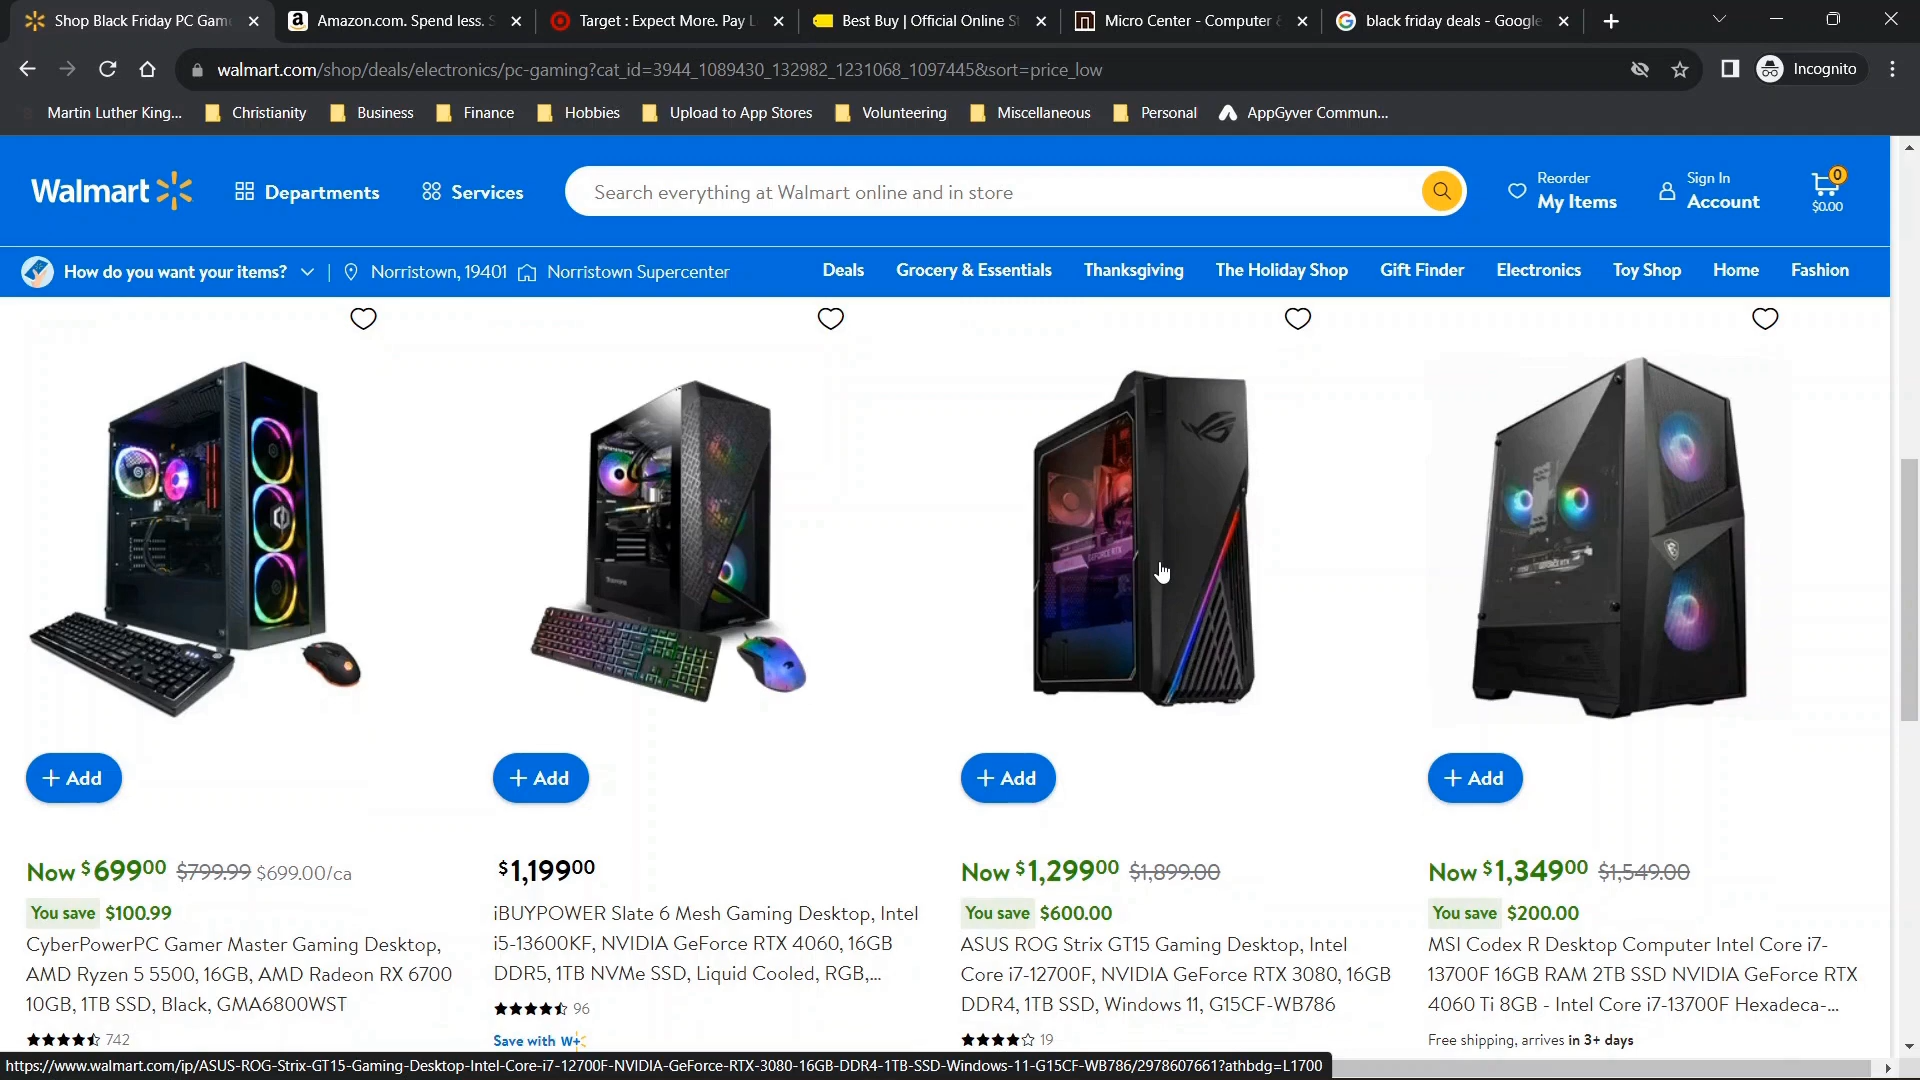 Shop Black Friday PC Gam
Amazon.com. Spend less. S
Target : Expect More. Pay L
Best Buy | Official Online S
Micro Center - Computer &
black friday deals - Google
walmart.com/shop/deals/electronics/pc-gaming?cat_id=3944_1089430_132982_1231068_1097445&sort=price_low
Incognito
Martin Luther King...
Christianity
Business
Finance
Hobbies
Upload to App Stores
Volunteering
Miscellaneous
Personal
AppGyver Commun...
Walmart
Departments
Services
Search everything at Walmart online and in store
Reorder
My Items
Sign In
Account
0
$0.00
How do you want your items?
Norristown, 19401
Norristown Supercenter
Deals
Grocery & Essentials
Thanksgiving
The Holiday Shop
Gift Finder
Electronics
Toy Shop
Home
Fashion
+ Add
+ Add
+ Add
+ Add
Now $699.00 $799.99 $699.00/ca
You save $100.99
CyberPowerPC Gamer Master Gaming Desktop,
AMD Ryzen 5 5500, 16GB, AMD Radeon RX 6700
10GB, 1TB SSD, Black, GMA6800WST
742
$1,199.00
iBUYPOWER Slate 6 Mesh Gaming Desktop, Intel
i5-13600KF, NVIDIA GeForce RTX 4060, 16GB
DDR5, 1TB NVMe SSD, Liquid Cooled, RGB,...
96
Save with W+
Now $1,299.00 $1,899.00
You save $600.00
ASUS ROG Strix GT15 Gaming Desktop, Intel
Core i7-12700F, NVIDIA GeForce RTX 3080, 16GB
DDR4, 1TB SSD, Windows 11, G15CF-WB786
19
Now $1,349.00 $1,549.00
You save $200.00
MSI Codex R Desktop Computer Intel Core i7-
13700F 16GB RAM 2TB SSD NVIDIA GeForce RTX
4060 Ti 8GB - Intel Core i7-13700F Hexadeca-...
Free shipping, arrives in 3+ days
https://www.walmart.com/ip/ASUS-ROG-Strix-GT15-Gaming-Desktop-Intel-Core-i7-12700F-NVIDIA-GeForce-RTX-3080-16GB-DDR4-1TB-SSD-Windows-11-G15CF-WB786/2978607661?athbdg=L1700